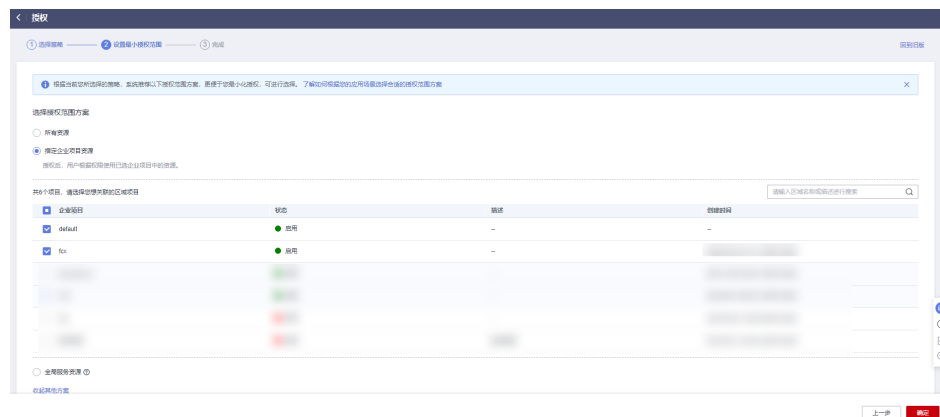 < 授权
1 选择策略 2 设置最小授权范围 3 完成 回到旧版
根据当前您所选择的策略，系统推荐以下授权范围方案，更便于您最小化授权，可进行选择。 了解如何根据您的应用场景选择合适的授权范围方案 ×
选择授权范围方案
所有资源
指定企业项目资源
授权后，用户根据权限使用已选企业项目中的资源。
共6个项目，请选择您想关联的区域项目 请输入区域名称或描述进行搜索
企业项目 状态 描述 创建时间
default 启用 – –
fcx 启用 –
全局服务资源
收起其他方案
上一步 确定